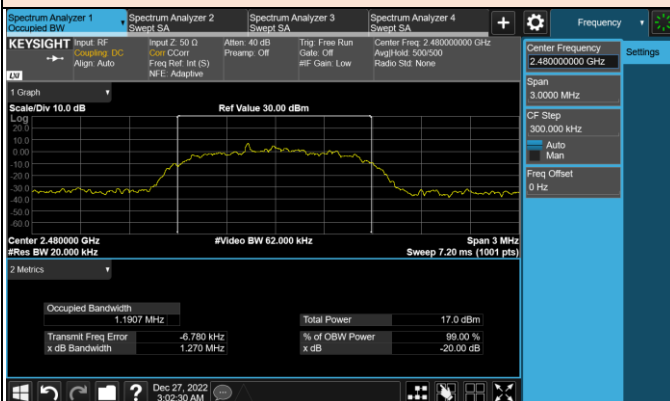 Spectrum Analyzer 1
Occupied BW
Spectrum Analyzer 2
Swept SA
Spectrum Analyzer 3
Swept SA
Spectrum Analyzer 4
Swept SA
+
Frequency
KEYSIGHT
Input: RF
Coupling: DC
Align: Auto
Input Z: 50 Ω
Corr CCorr
Freq Ref: Int (S)
NFE: Adaptive
Atten: 40 dB
Preamp: Off
Trig: Free Run
Gate: Off
#IF Gain: Low
Center Freq: 2.480000000 GHz
Avg|Hold: 500/500
Radio Std: None
LXI
Center Frequency
2.480000000 GHz
Settings
Span
3.0000 MHz
CF Step
300.000 kHz
Auto
Man
Freq Offset
0 Hz
1 Graph
Scale/Div 10.0 dB
Ref Value 30.00 dBm
Log
20.0
10.0
0.00
-10.0
-20.0
-30.0
-40.0
-50.0
-60.0
Center 2.480000 GHz
#Video BW 62.000 kHz
Span 3 MHz
#Res BW 20.000 kHz
Sweep 7.20 ms (1001 pts)
2 Metrics
Occupied Bandwidth
1.1907 MHz
Total Power
17.0 dBm
Transmit Freq Error
-6.780 kHz
% of OBW Power
99.00 %
x dB Bandwidth
1.270 MHz
x dB
-20.00 dB
?
Dec 27, 2022
3:02:30 AM